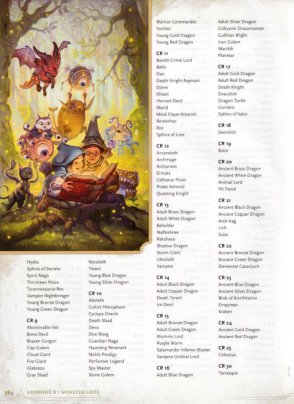 Hydra
Sphinx of Secrets
Spirit Naga
Thri-kreen Psion
Treasonous Vampire
Vampire Nightbringer
Young Bronze Dragon
Young Green Dragon
CR 9
Abominable Yeti
Bone Devil
Brazen Gorgon
Clay Golem
Cloud Giant
Fire Giant
Glabrezu
Gray Slaad
Nycaloth
Tyrant
Young Blue Dragon
Young Silver Dragon
CR 10
Aboleth
Cultist Hierophant
Cyclops Oracle
Death Slaad
Deva
Dire Worg
Guardian Naga
Haunting Revenant
Noble Prodigy
Performer Legend
Spy Master
Stone Golem
Warrior Commander
Yochlol
Young Gold Dragon
Young Red Dragon
CR 11
Bandit Crime Lord
Behir
Dao
Death Knight Aspirant
Djinni
Efreeti
Horned Devil
Marid
Mind Flayer Arcanist
Remorhaz
Roc
Sphinx of Lore
CR 12
Arcanaloth
Archmage
Archpriest
Erinyes
Githyanki
Pirate Admiral
Questing Knight
CR 13
Adult Brass Dragon
Adult White Dragon
Beholder
Nalfeshnee
Rakshasa
Shadow Dragon
Storm Giant
Ultroloth
Vampire
CR 14
Adult Black Dragon
Adult Copper Dragon
Death Tyrant
Ice Devil
CR 15
Adult Bronze Dragon
Adult Green Dragon
Mummy Lord
Purple Worm
Salamander Inferno Master
Vampire Umbral Lord
CR 16
Adult Blue Dragon
Adult Silver Dragon
Githyanki Dracomancer
Gulthias Blight
Iron Golem
Marilith
Planetar
CR 17
Adult Gold Dragon
Adult Red Dragon
Death Knight
Dracolich
Dragon Turtle
Goristro
Sphinx of Valor
CR 18
Demilich
CR 19
Balor
CR 20
Ancient Brass Dragon
Ancient White Dragon
Animal Lord
Pit Fiend
CR 21
Ancient Black Dragon
Ancient Copper Dragon
Arch-hag
Lich
Solar
CR 22
Ancient Bronze Dragon
Ancient Green Dragon
Elemental Cataclysm
CR 23
Ancient Blue Dragon
Ancient Silver Dragon
Blob of Annihilation
Empyrean
Kraken
CR 24
Ancient Gold Dragon
Ancient Red Dragon
CR 25
Colossus
CR 30
Tarrasque
384
APPENDIX B | MONSTER LISTS